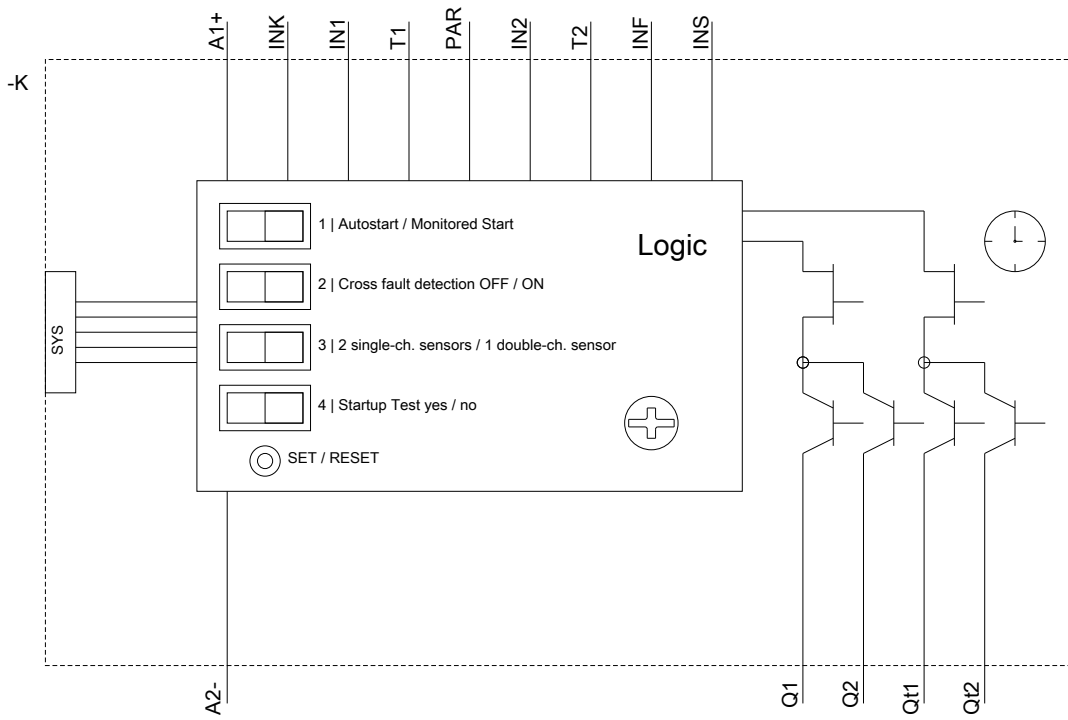 A1+
INK
IN1
T1
PAR
IN2
T2
INF
INS
-K
1 | Autostart / Monitored Start
Logic
2 | Cross fault detection OFF / ON
SYS
3 | 2 single-ch. sensors / 1 double-ch. sensor
4 | Startup Test yes / no
SET / RESET
A2-
Q1
Q2
Qt1
Qt2